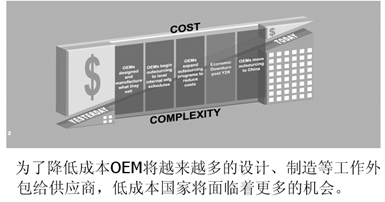 COST
$
$
TODAY
OEMs designed and manufacture what they sell
OEMs begin outsourcing to level internal mfg schedules
OEMs expand outsourcing programs to reduce costs
Economic Downturn post Y2K
OEMs move outsourcing to China
YESTERDAY
COMPLEXITY
为了降低成本OEM将越来越多的设计、制造等工作外
包给供应商，低成本国家将面临着更多的机会。